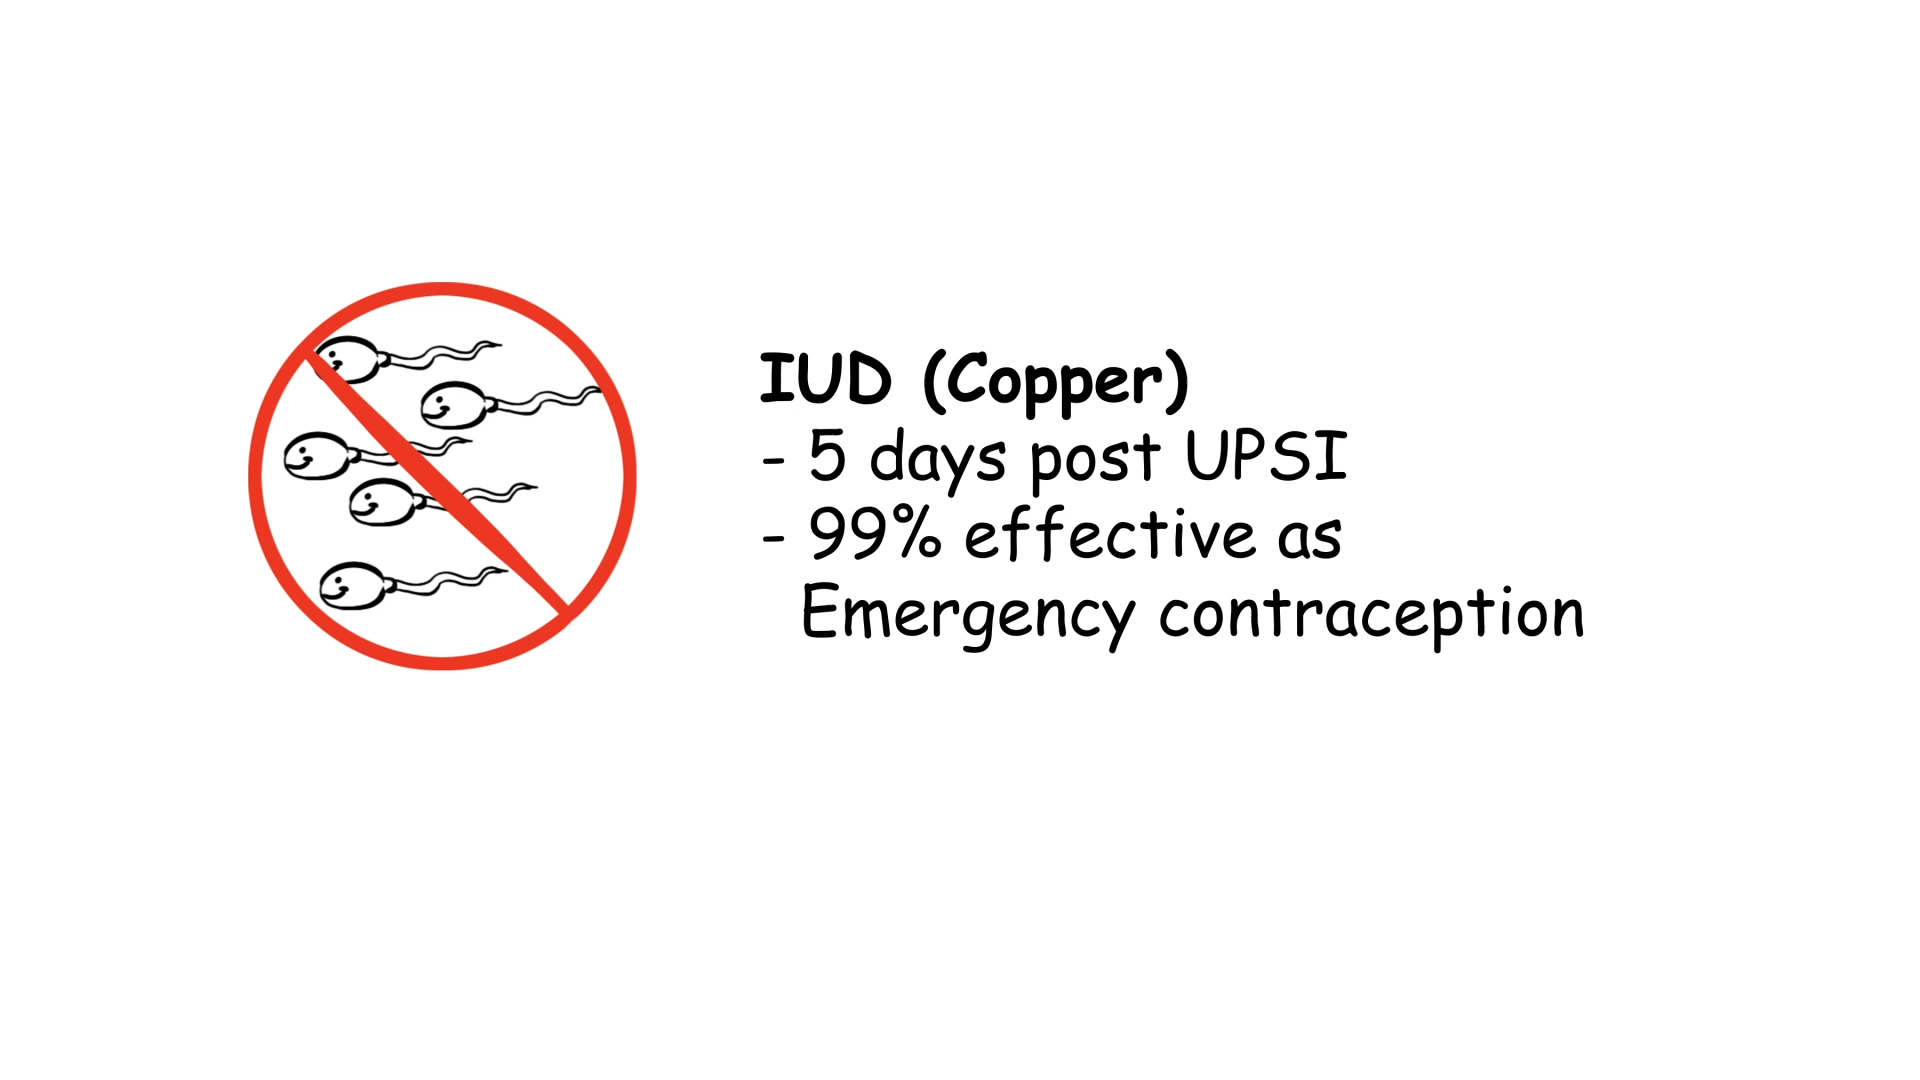 IUD (Copper)
- 5 days post UPSI
- 99% effective as
Emergency contraception